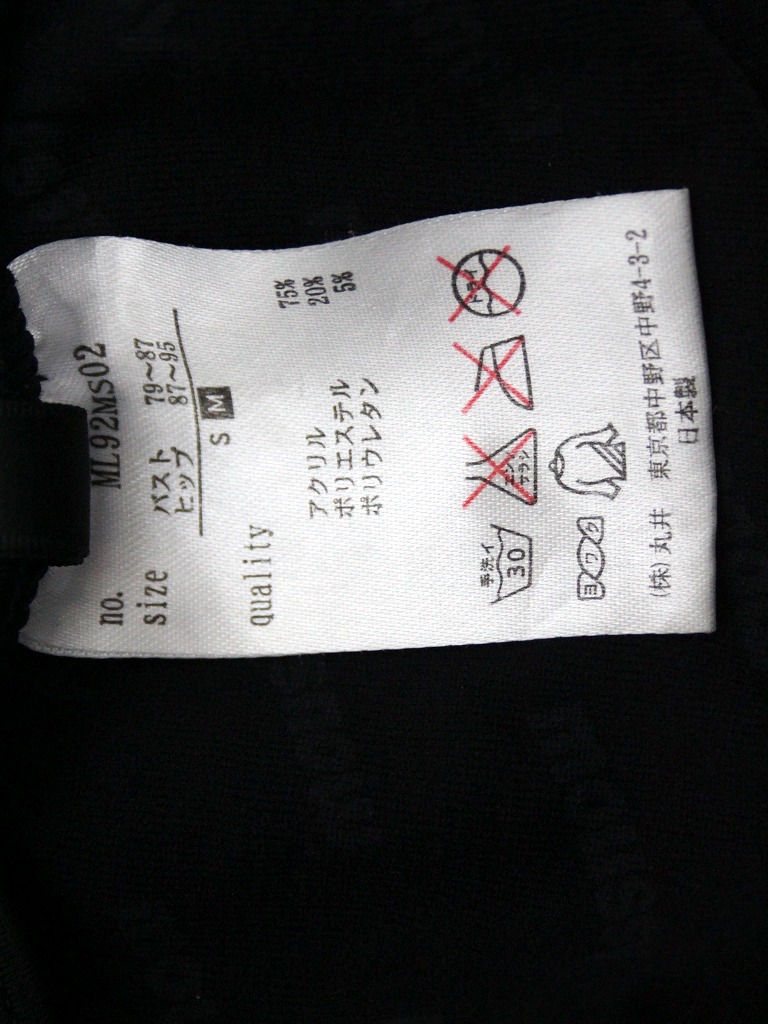 no. ML92MS02
size バスト 79～87
ヒップ 87～95
S M
quality
アクリル 75%
ポリエステル 20%
ポリウレタン 5%
手洗イ 30
エンソサラシ
ドライ
ヨワク
(株)丸井 東京都中野区中野4-3-2
日本製